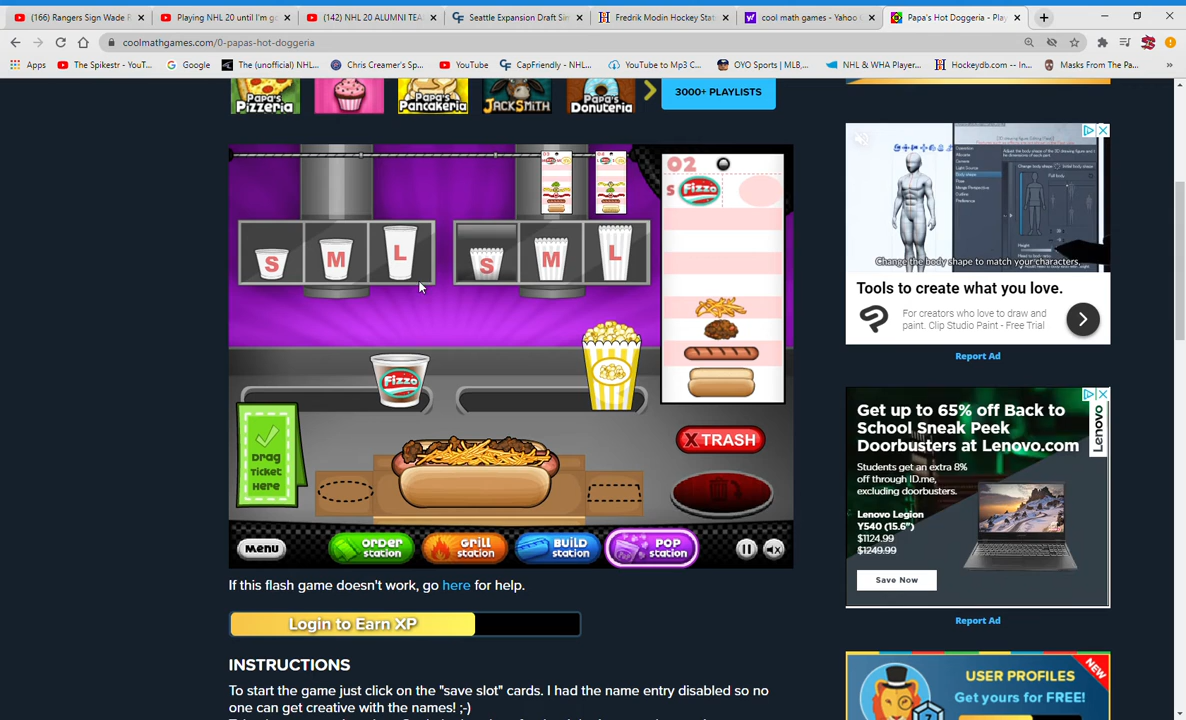 (166) Rangers Sign Wade R
Playing NHL 20 until I'm go
(142) NHL 20 ALUMNI TEA
Seattle Expansion Draft Sim
Fredrik Modin Hockey Stat
cool math games - Yahoo
Papa's Hot Doggeria - Play
coolmathgames.com/0-papas-hot-doggeria
Apps
The Spikestr - YouT...
Google
The (unofficial) NHL...
Chris Creamer's Sp...
YouTube
CapFriendly - NHL...
YouTube to Mp3 C...
OYO Sports | MLB,...
NHL & WHA Player...
Hockeydb.com -- In...
Masks From The Pa...
»
Papa's Pizzeria
Papa's Pancakeria
JACKSMITH
Papa's Donuteria
3000+ PLAYLISTS
S M L
S M L
02
S Fizzo
Fizzo
Drag
Ticket
Here
X TRASH
Menu
Order station
Grill station
Build station
Pop station
If this flash game doesn't work, go here for help.
Login to Earn XP
INSTRUCTIONS
To start the game just click on the "save slot" cards. I had the name entry disabled so no
one can get creative with the names! ;-)
Change the body shape to match your characters.
Tools to create what you love.
For creators who love to draw and
paint. Clip Studio Paint - Free Trial
Report Ad
Get up to 65% off Back to
School Sneak Peek
Doorbusters at Lenovo.com
Students get an extra 8%
off through ID.me,
excluding doorbusters.
Lenovo Legion
Y540 (15.6")
$1124.99
$1249.99
Save Now
Lenovo
Report Ad
NEW
USER PROFILES
Get yours for FREE!